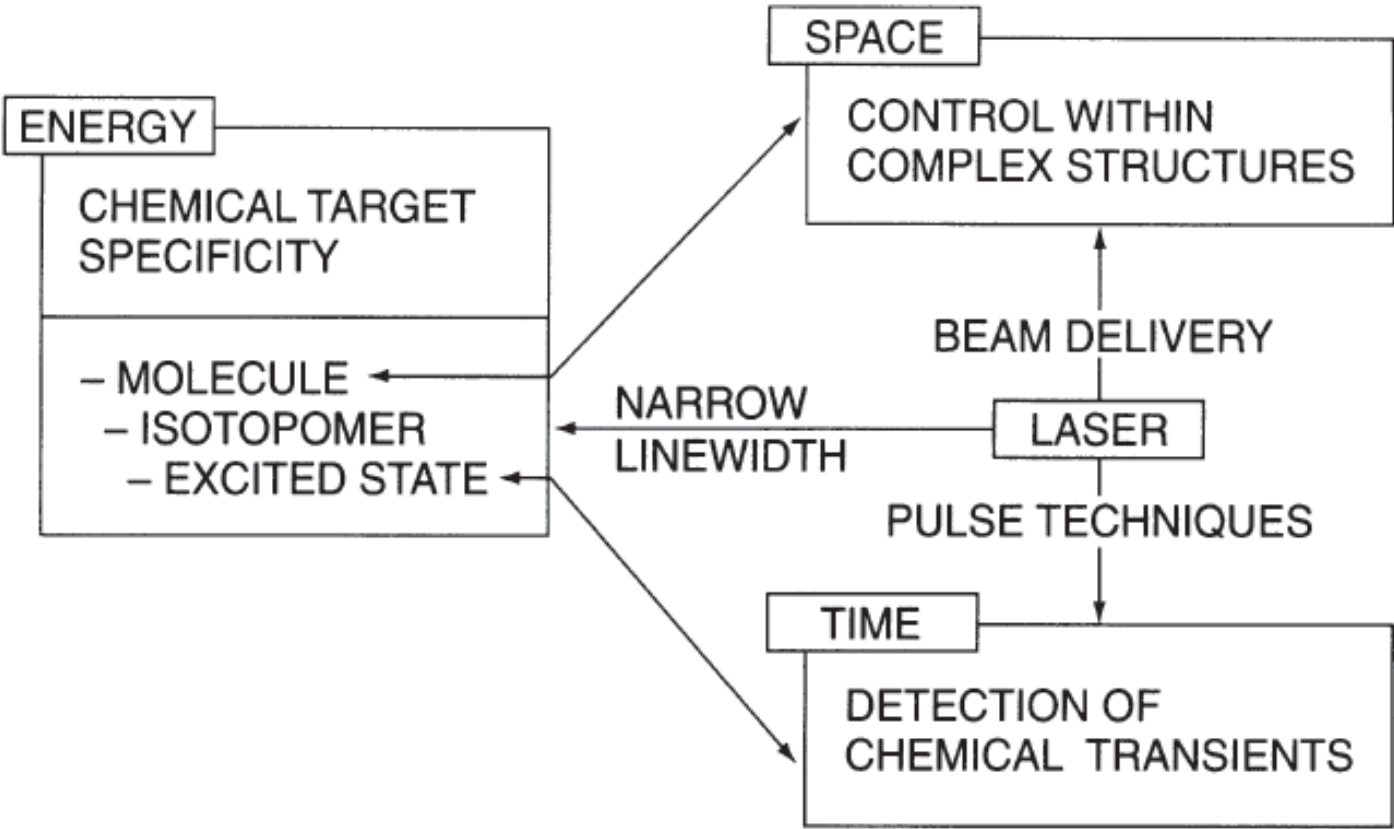 SPACE
CONTROL WITHIN
COMPLEX STRUCTURES
ENERGY
CHEMICAL TARGET
SPECIFICITY
– MOLECULE
– ISOTOPOMER
– EXCITED STATE
NARROW
LINEWIDTH
BEAM DELIVERY
LASER
PULSE TECHNIQUES
TIME
DETECTION OF
CHEMICAL TRANSIENTS